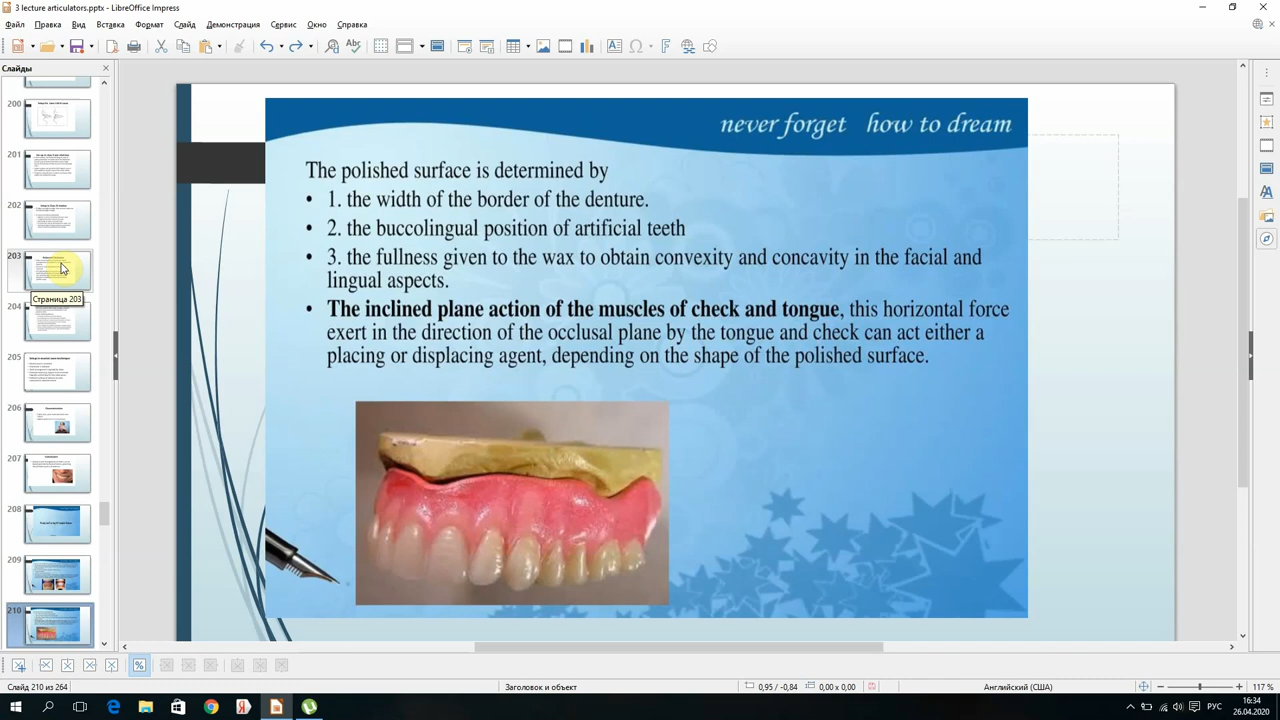 3 lecture articulators.pptx - LibreOffice Impress
Файл Правка Вид Вставка Формат Слайд Демонстрация Сервис Окно Справка
Слайды
200
201
202
203
Страница 203
204
205
206
207
208
209
210
never forget how to dream
The polished surface is determined by
• 1. the width of the border of the denture.
• 2. the buccolingual position of artificial teeth
• 3. the fullness given to the wax to obtain convexity and concavity in the facial and
lingual aspects.
• The inclined plane action of the muscles of check and tongue, this horizontal force
exert in the direction of the occlusal plane by the tongue and check can act either a
placing or displacing agent, depending on the shape of the polished surface.
Слайд 210 из 264 Заголовок и объект 0,95 / -0,84 0,00 x 0,00 Английский (США) 117 %
РУС
16:34
26.04.2020